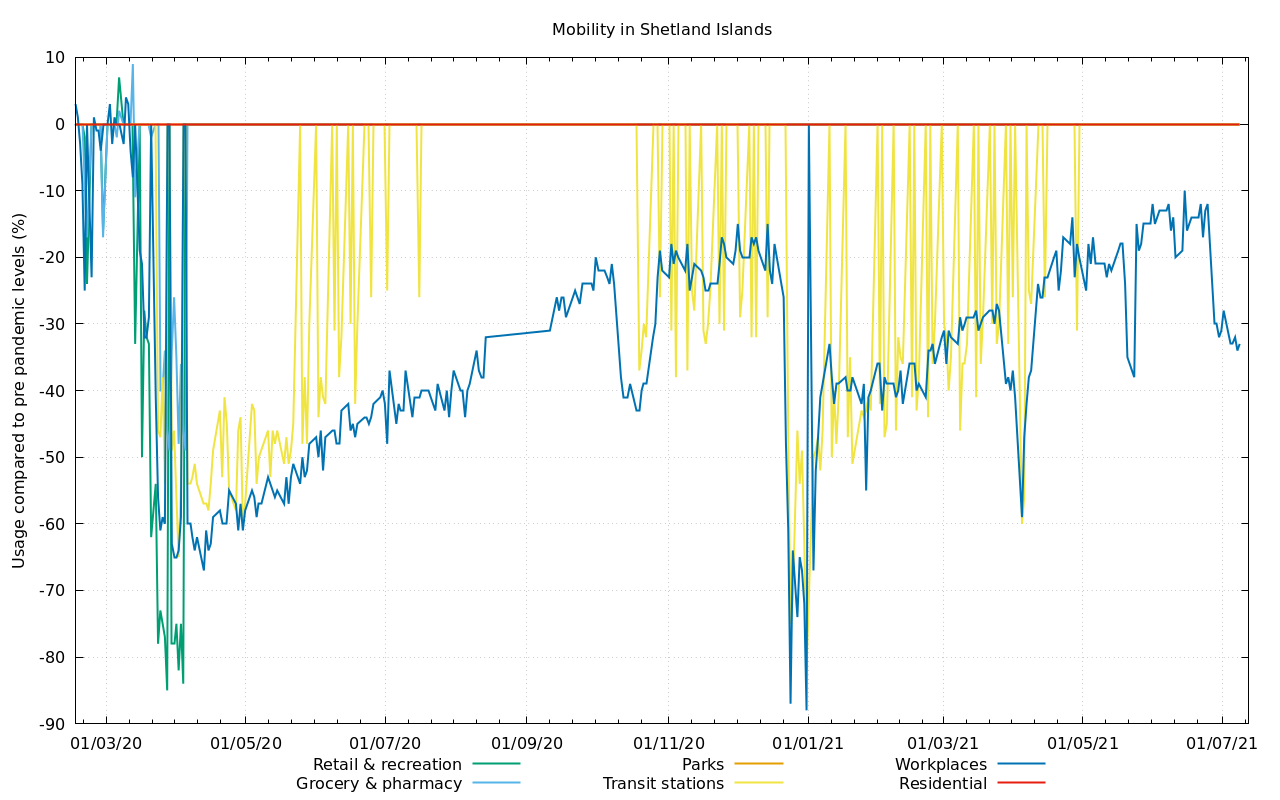 Mobility in Shetland Islands
Usage compared to pre pandemic levels (%)
10
0
-10
-20
-30
-40
-50
-60
-70
-80
-90
01/03/20 01/05/20 01/07/20 01/09/20 01/11/20 01/01/21 01/03/21 01/05/21 01/07/21
Retail & recreation Parks Workplaces
Grocery & pharmacy Transit stations Residential